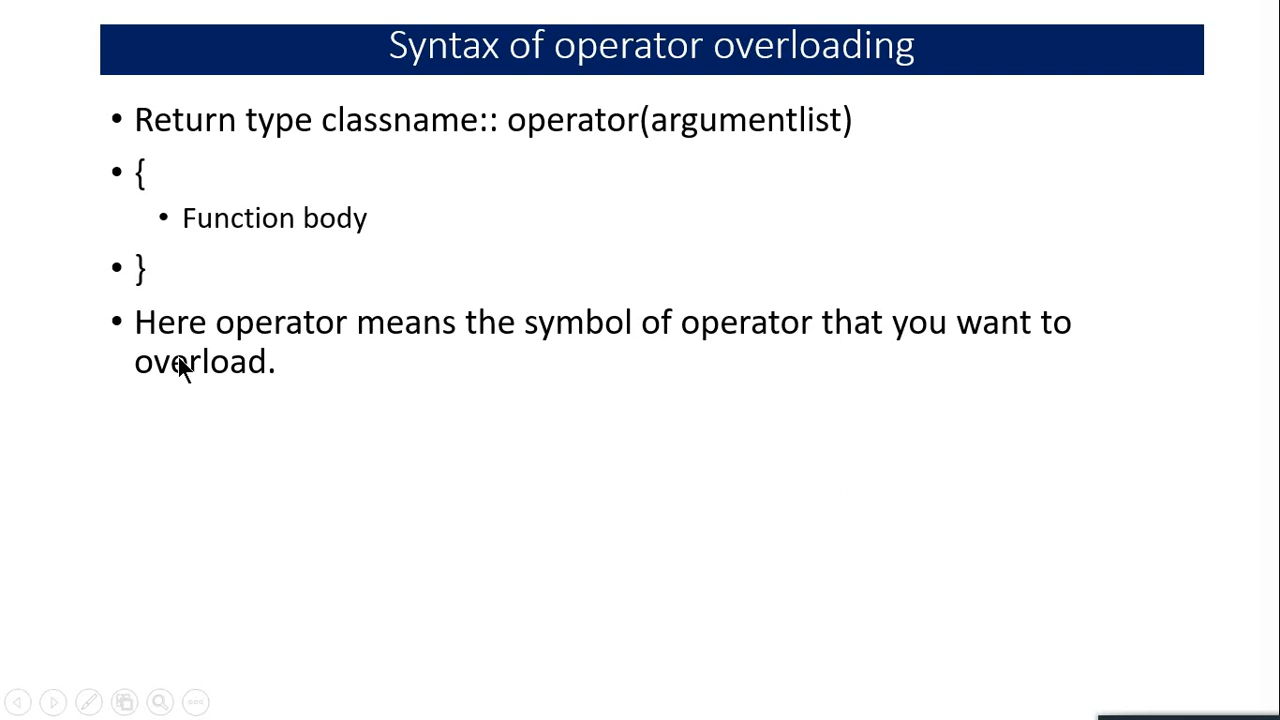 Syntax of operator overloading
• Return type classname:: operator(argumentlist)
• {
• Function body
• }
• Here operator means the symbol of operator that you want to
overload.